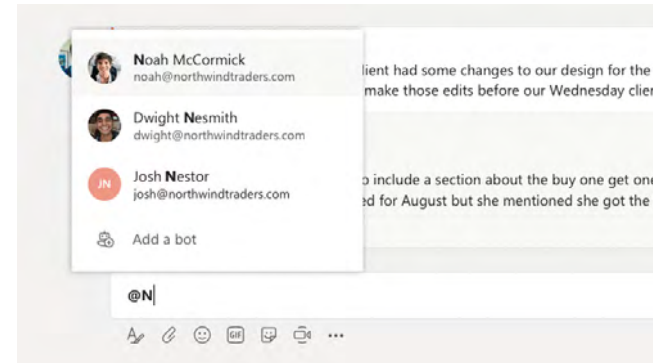 Noah McCormick
noah@northwindtraders.com
lient had some changes to our design for the
make those edits before our Wednesday clier
Dwight Nesmith
dwight@northwindtraders.com
JN
Josh Nestor
josh@northwindtraders.com
o include a section about the buy one get one
ed for August but she mentioned she got the
Add a bot
@N
GIF